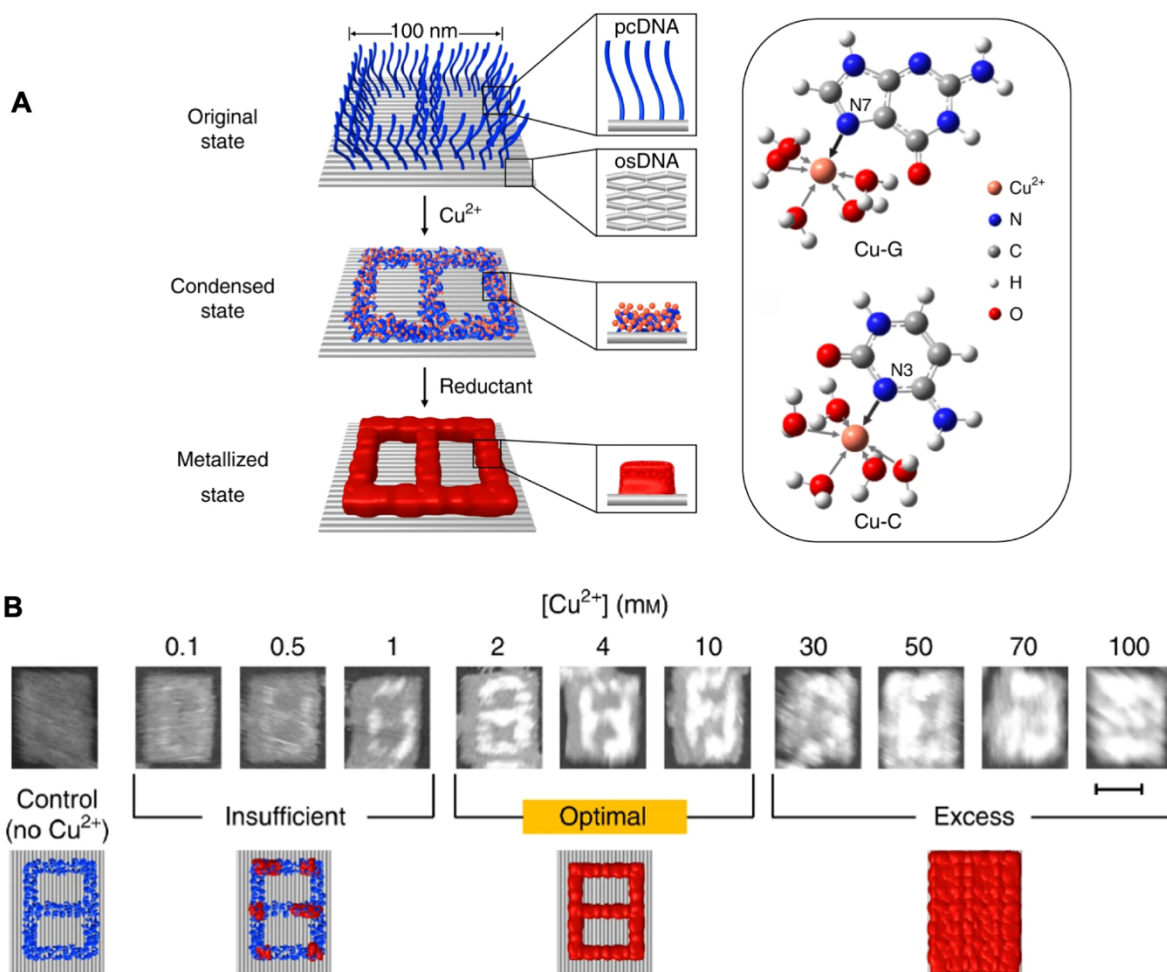 A
100 nm
pcDNA
Original
state
osDNA
Cu²⁺
Condensed
state
Reductant
Metallized
state
N7
Cu-G
Cu²⁺
N
C
H
O
N3
Cu-C
B
[Cu²⁺] (mM)
0.1 0.5 1 2 4 10 30 50 70 100
Control
(no Cu²⁺)
Insufficient
Optimal
Excess